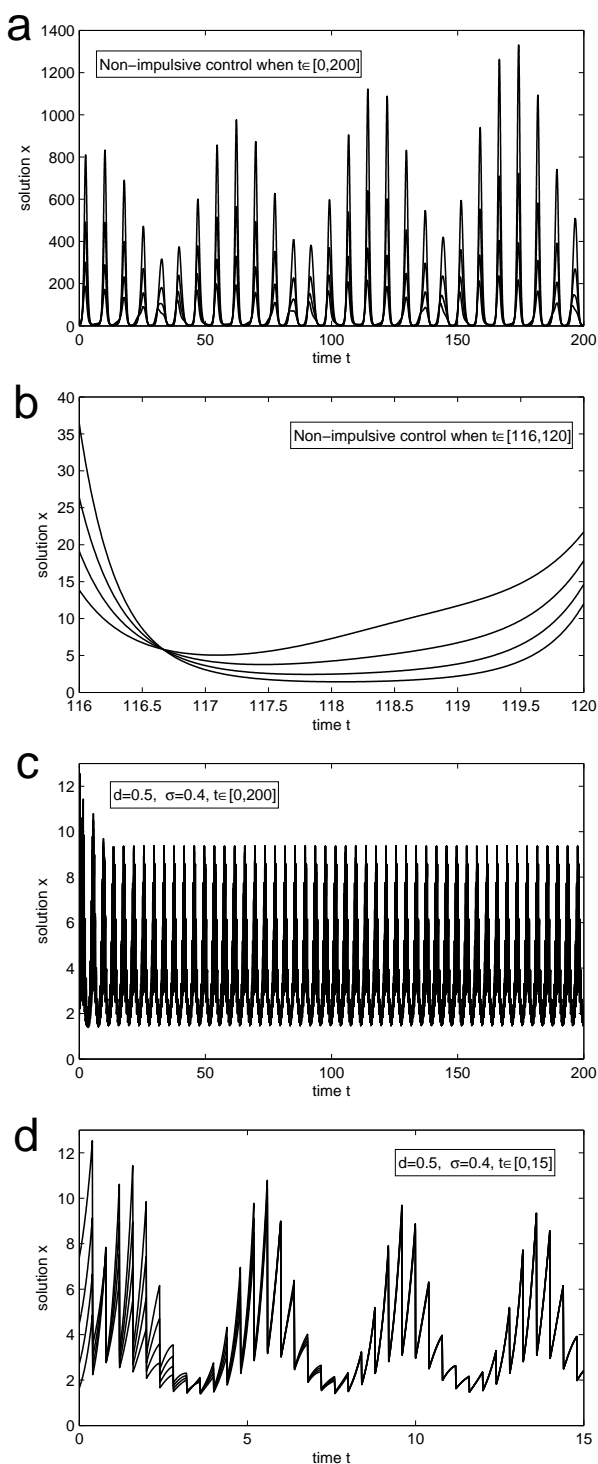 a
1400
1200
1000
800
600
400
200
0
solution x
Non−impulsive control when t∈[0,200]
0 50 100 150 200
time t
b
40
35
30
25
20
15
10
5
0
solution x
Non−impulsive control when t∈[116,120]
116 116.5 117 117.5 118 118.5 119 119.5 120
time t
c
12
10
8
6
4
2
0
solution x
d=0.5, σ=0.4, t∈[0,200]
0 50 100 150 200
time t
d
12
10
8
6
4
2
0
solution x
d=0.5, σ=0.4, t∈[0,15]
0 5 10 15
time t